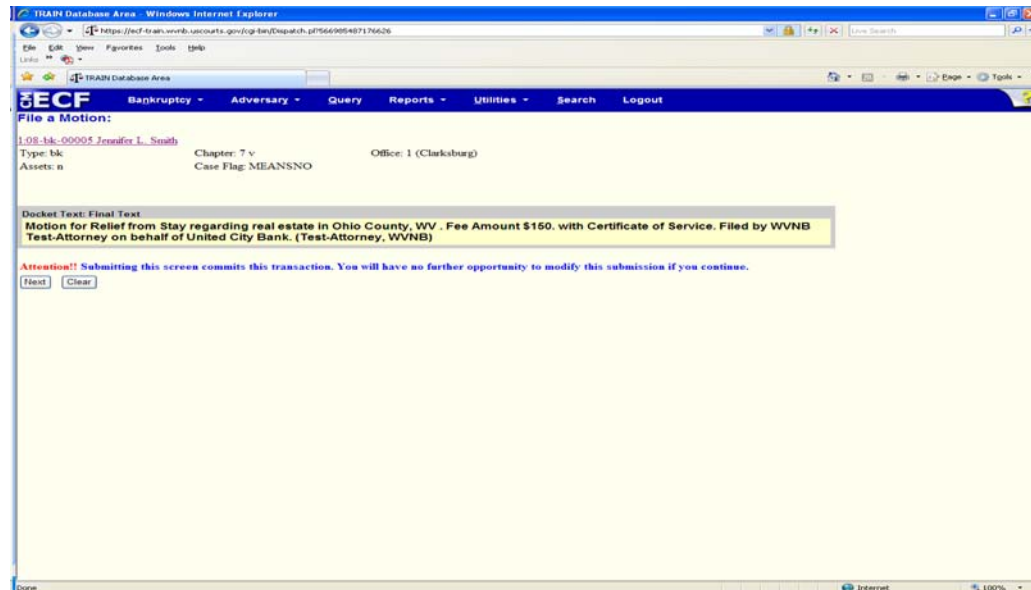 TRAIN Database Area - Windows Internet Explorer
https://ecf-train.wvnb.uscourts.gov/cgi-bin/Dispatch.pl?566905487176626
Live Search
File Edit View Favorites Tools Help
Links
TRAIN Database Area
Page Tools
ECF Bankruptcy Adversary Query Reports Utilities Search Logout
File a Motion:
1:08-bk-00005 Jennifer L. Smith
Type: bk Chapter: 7 v Office: 1 (Clarksburg)
Assets: n Case Flag: MEANSNO
Docket Text: Final Text
Motion for Relief from Stay regarding real estate in Ohio County, WV . Fee Amount $150. with Certificate of Service. Filed by WVNB
Test-Attorney on behalf of United City Bank. (Test-Attorney, WVNB)
Attention!! Submitting this screen commits this transaction. You will have no further opportunity to modify this submission if you continue.
Next Clear
Done Internet 100%